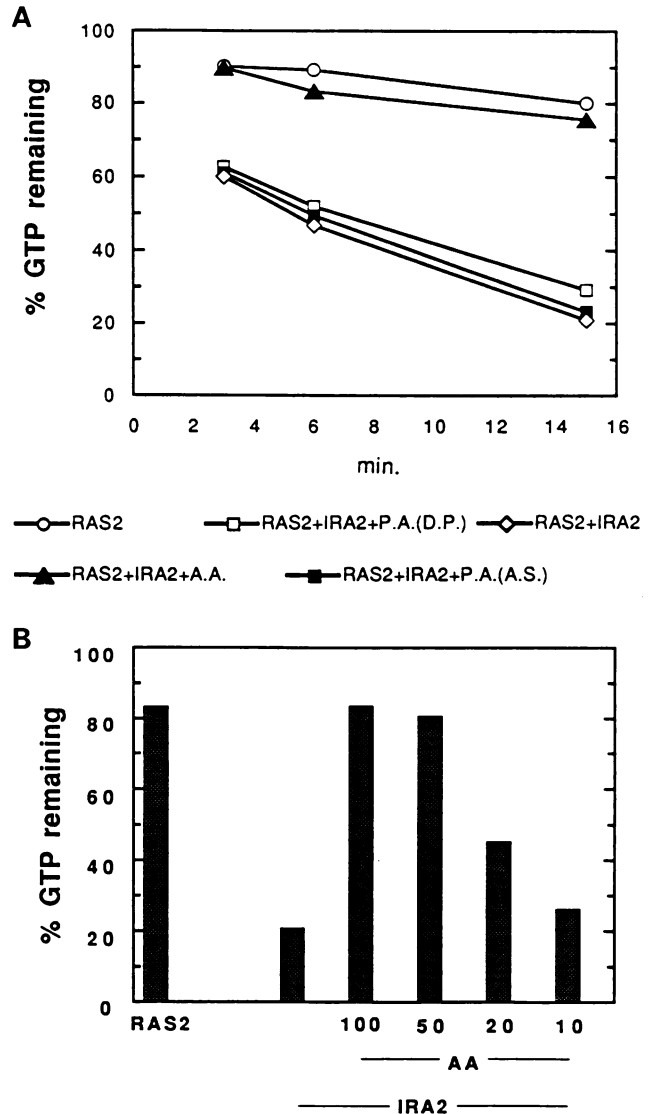 A
100
80
60
40
20
0
% GTP remaining
0 2 4 6 8 10 12 14 16
min.
RAS2 RAS2+IRA2+P.A.(D.P.) RAS2+IRA2
RAS2+IRA2+A.A. RAS2+IRA2+P.A.(A.S.)
B
100
80
60
40
20
0
% GTP remaining
RAS2 100 50 20 10
AA
IRA2